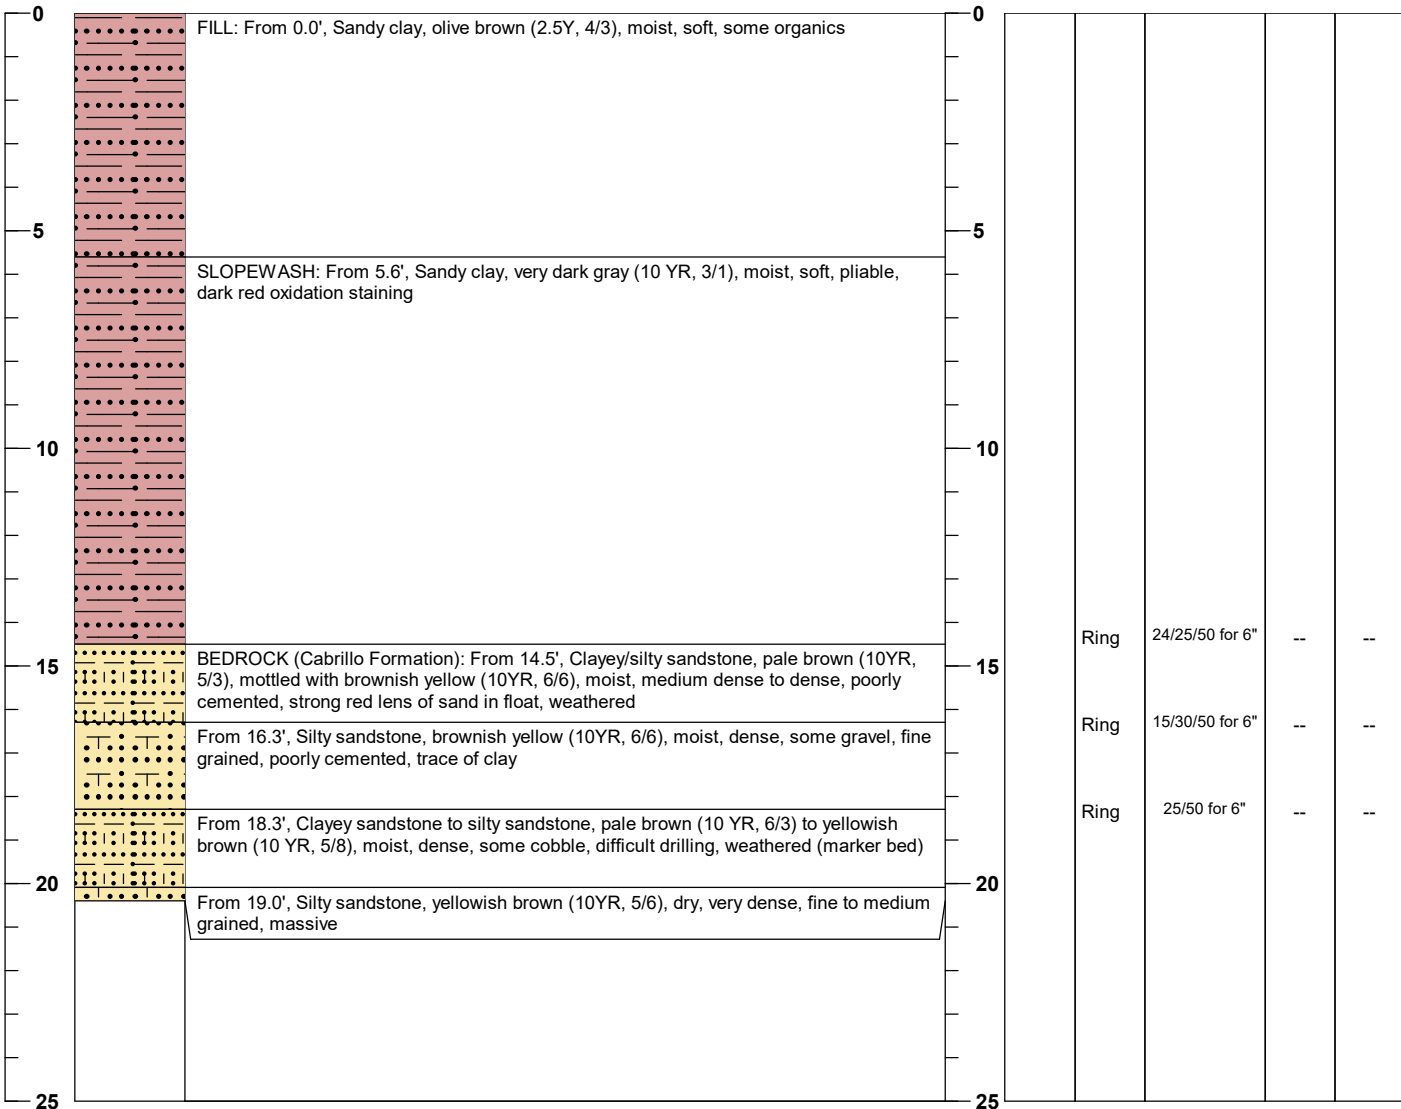 0
FILL: From 0.0', Sandy clay, olive brown (2.5Y, 4/3), moist, soft, some organics
0
5
5
SLOPEWASH: From 5.6', Sandy clay, very dark gray (10 YR, 3/1), moist, soft, pliable,
dark red oxidation staining
10
10
Ring 24/25/50 for 6" -- --
15
15
BEDROCK (Cabrillo Formation): From 14.5', Clayey/silty sandstone, pale brown (10YR,
5/3), mottled with brownish yellow (10YR, 6/6), moist, medium dense to dense, poorly
cemented, strong red lens of sand in float, weathered
Ring 15/30/50 for 6" -- --
From 16.3', Silty sandstone, brownish yellow (10YR, 6/6), moist, dense, some gravel, fine
grained, poorly cemented, trace of clay
Ring 25/50 for 6" -- --
From 18.3', Clayey sandstone to silty sandstone, pale brown (10 YR, 6/3) to yellowish
brown (10 YR, 5/8), moist, dense, some cobble, difficult drilling, weathered (marker bed)
20
20
From 19.0', Silty sandstone, yellowish brown (10YR, 5/6), dry, very dense, fine to medium
grained, massive
25
25